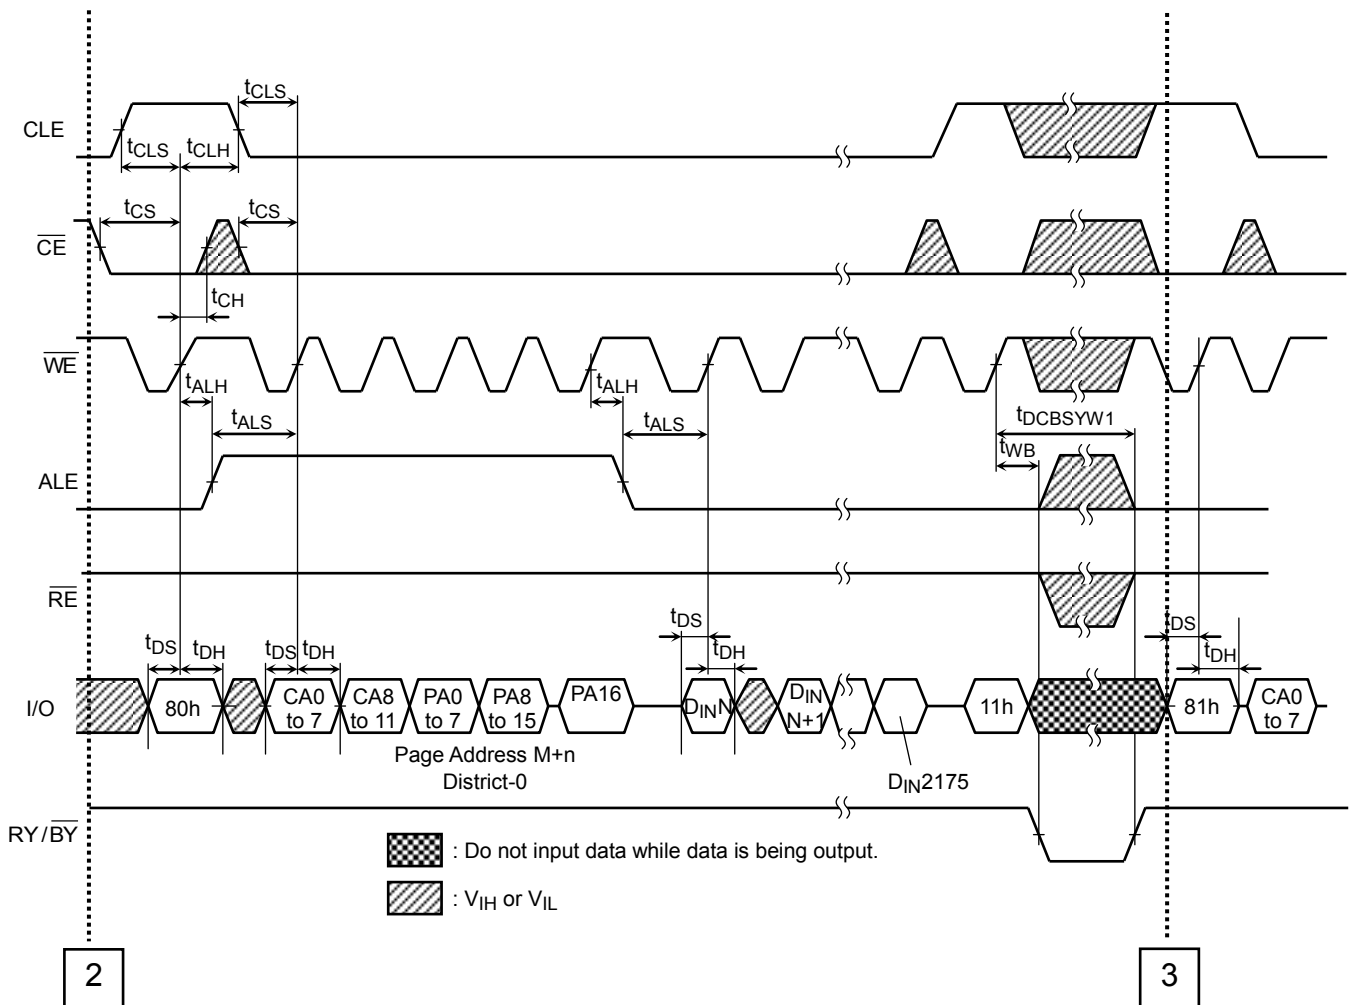 tCLS
CLE
tCLS tCLH
tCS tCS
CE
tCH
WE
tALH tALH
tALS tALS tDCBSYW1
tWB
ALE
RE
tDS tDS
tDS tDH tDS tDH tDH tDH
I/O 80h CA0 to 7 CA8 to 11 PA0 to 7 PA8 to 15 PA16 DINN DIN N+1 11h 81h CA0 to 7
Page Address M+n
District-0
DIN2175
RY/BY
: Do not input data while data is being output.
: VIH or VIL
2 3